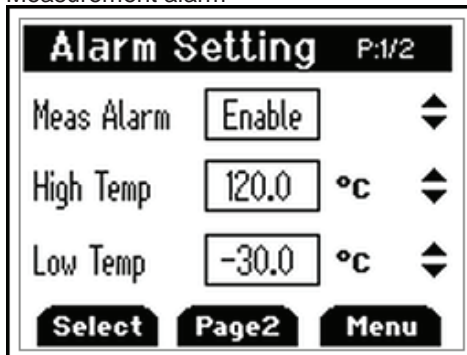 Measurement alarm
Alarm Setting P:1/2
Meas Alarm Enable
High Temp 120.0 °C
Low Temp -30.0 °C
Select Page2 Menu